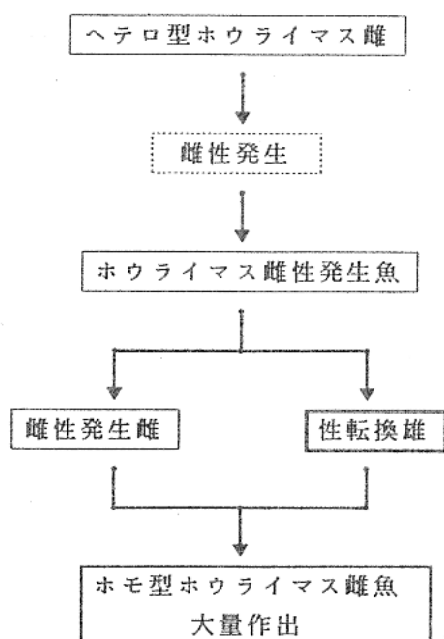 ヘテロ型ホウライマス雌
雌性発生
ホウライマス雌性発生魚
雌性発生雌
性転換雄
ホモ型ホウライマス雌魚
大量作出